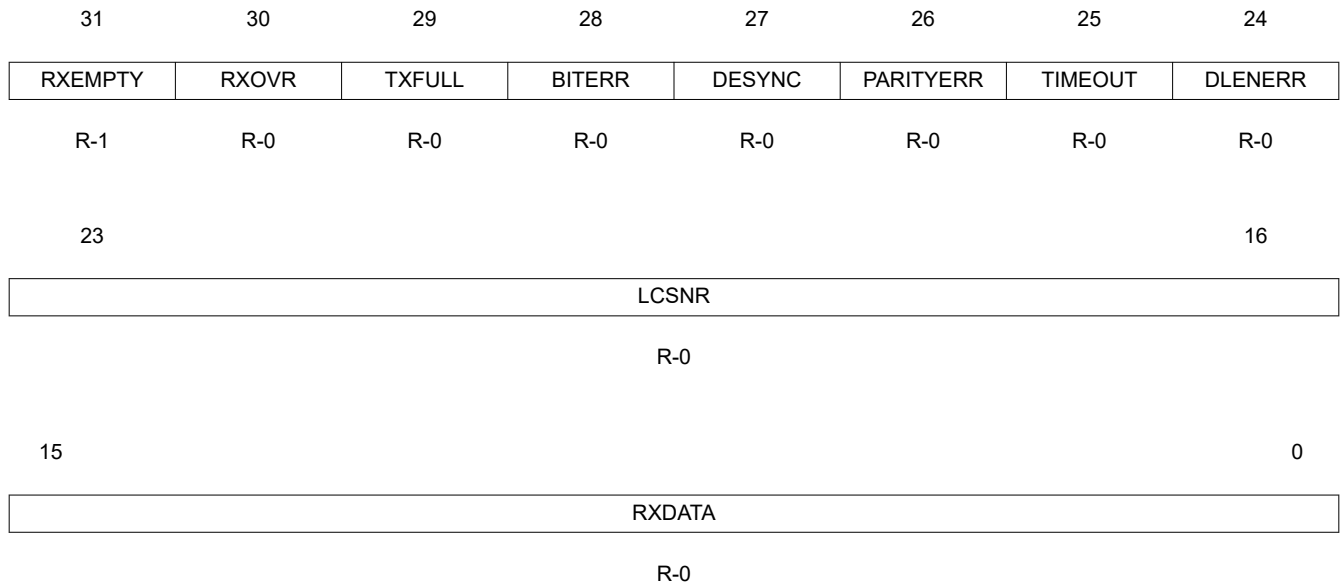 31 30 29 28 27 26 25 24
RXEMPTY RXOVR TXFULL BITERR DESYNC PARITYERR TIMEOUT DLENERR
R-1 R-0 R-0 R-0 R-0 R-0 R-0 R-0
23 16
LCSNR
R-0
15 0
RXDATA
R-0